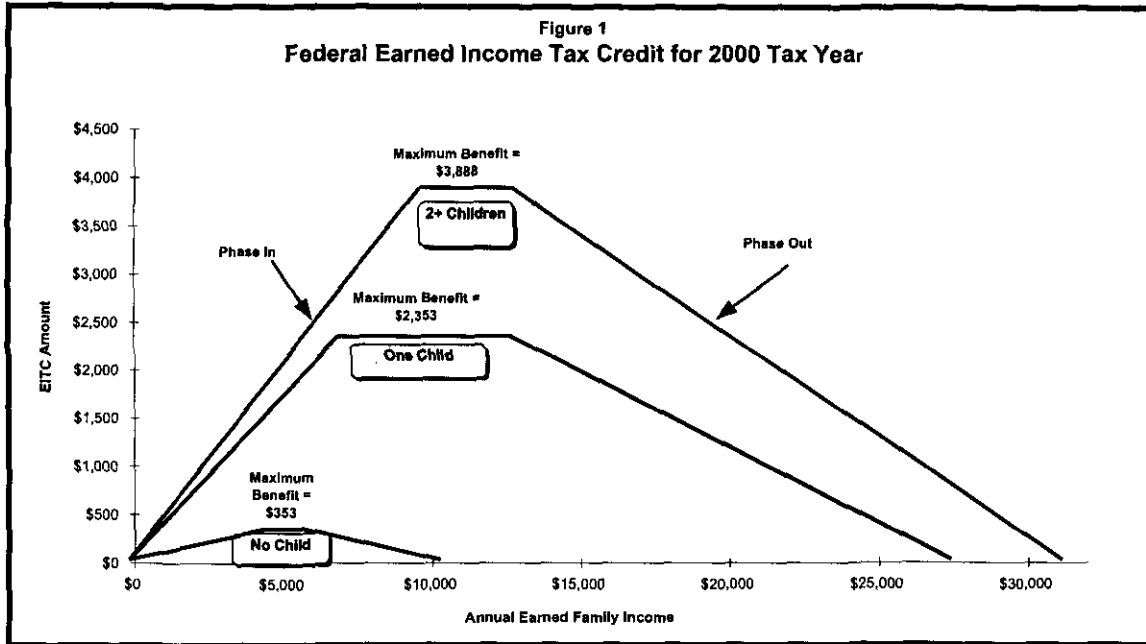 Figure 1
Federal Earned Income Tax Credit for 2000 Tax Year
$4,500
$4,000
$3,500
$3,000
$2,500
$2,000
$1,500
$1,000
$500
$0
EITC Amount
Maximum Benefit =
$3,888
2+ Children
Phase In
Phase Out
Maximum Benefit =
$2,353
One Child
Maximum
Benefit =
$353
No Child
$0
$5,000
$10,000
$15,000
$20,000
$25,000
$30,000
Annual Earned Family Income